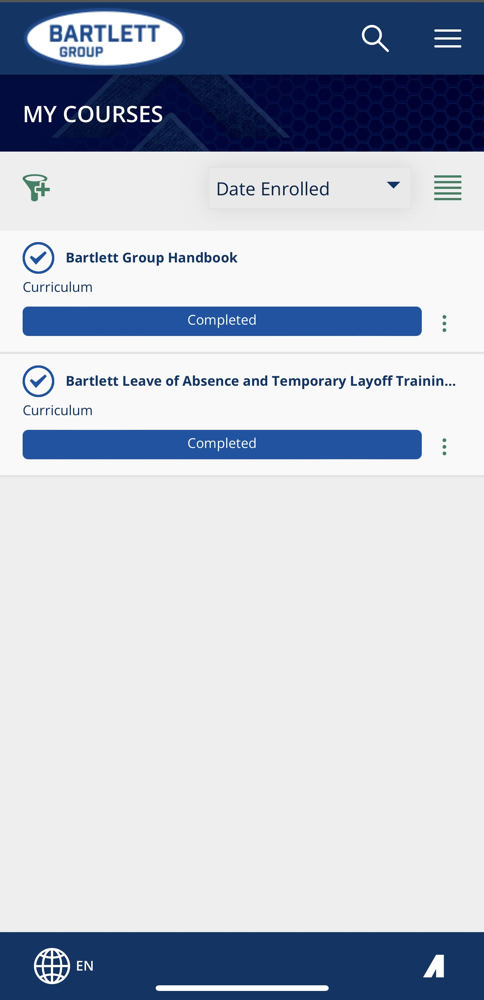 BARTLETT
GROUP
MY COURSES
Date Enrolled
Bartlett Group Handbook
Curriculum
Completed
Bartlett Leave of Absence and Temporary Layoff Trainin...
Curriculum
Completed
EN